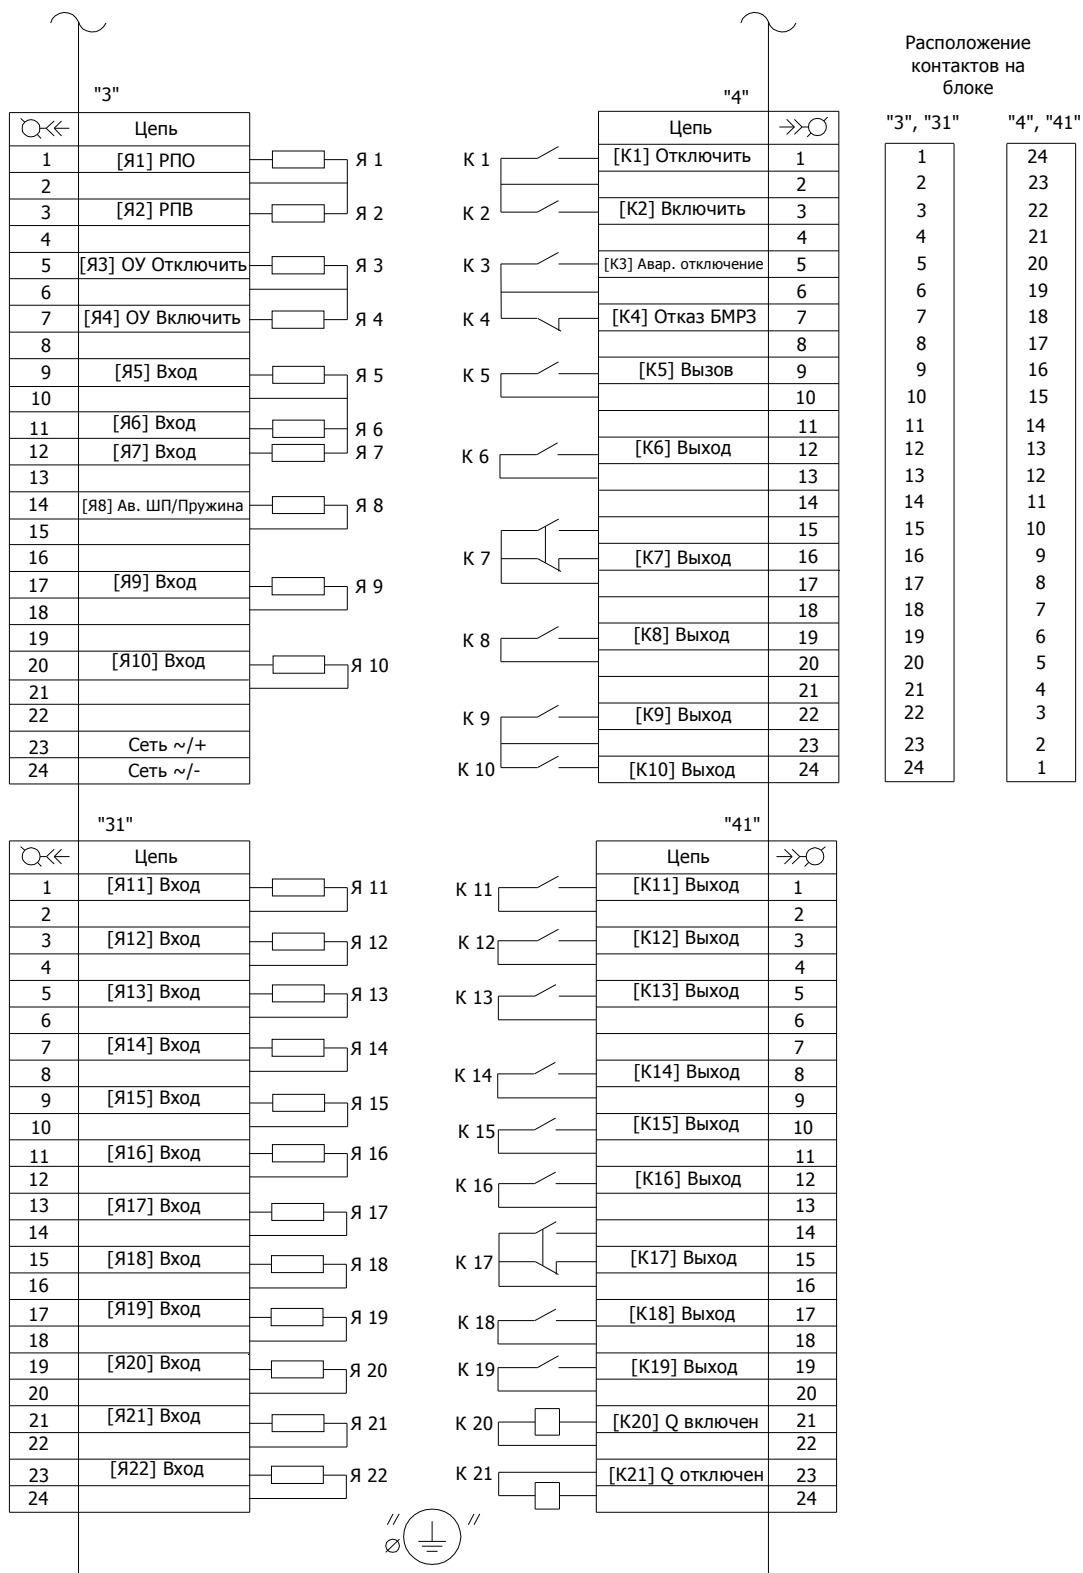 Расположение
контактов на
блоке
"3"
Цепь
1 [Я1] РПО Я 1
2
3 [Я2] РПВ Я 2
4
5 [Я3] ОУ Отключить Я 3
6
7 [Я4] ОУ Включить Я 4
8
9 [Я5] Вход Я 5
10
11 [Я6] Вход Я 6
12 [Я7] Вход Я 7
13
14 [Я8] Ав. ШП/Пружина Я 8
15
16
17 [Я9] Вход Я 9
18
19
20 [Я10] Вход Я 10
21
22
23 Сеть ~/+
24 Сеть ~/-
"4"
Цепь
К 1 [К1] Отключить 1
2
К 2 [К2] Включить 3
4
К 3 [К3] Авар. отключение 5
6
К 4 [К4] Отказ БМРЗ 7
8
К 5 [К5] Вызов 9
10
11
К 6 [К6] Выход 12
13
14
15
К 7 [К7] Выход 16
17
18
К 8 [К8] Выход 19
20
21
К 9 [К9] Выход 22
23
К 10 [К10] Выход 24
"3", "31" "4", "41"
1 24
2 23
3 22
4 21
5 20
6 19
7 18
8 17
9 16
10 15
11 14
12 13
13 12
14 11
15 10
16 9
17 8
18 7
19 6
20 5
21 4
22 3
23 2
24 1
"31"
Цепь
1 [Я11] Вход Я 11
2
3 [Я12] Вход Я 12
4
5 [Я13] Вход Я 13
6
7 [Я14] Вход Я 14
8
9 [Я15] Вход Я 15
10
11 [Я16] Вход Я 16
12
13 [Я17] Вход Я 17
14
15 [Я18] Вход Я 18
16
17 [Я19] Вход Я 19
18
19 [Я20] Вход Я 20
20
21 [Я21] Вход Я 21
22
23 [Я22] Вход Я 22
24
"41"
Цепь
К 11 [К11] Выход 1
2
К 12 [К12] Выход 3
4
К 13 [К13] Выход 5
6
7
К 14 [К14] Выход 8
9
К 15 [К15] Выход 10
11
К 16 [К16] Выход 12
13
14
К 17 [К17] Выход 15
16
К 18 [К18] Выход 17
18
К 19 [К19] Выход 19
20
К 20 [К20] Q включен 21
22
К 21 [К21] Q отключен 23
24